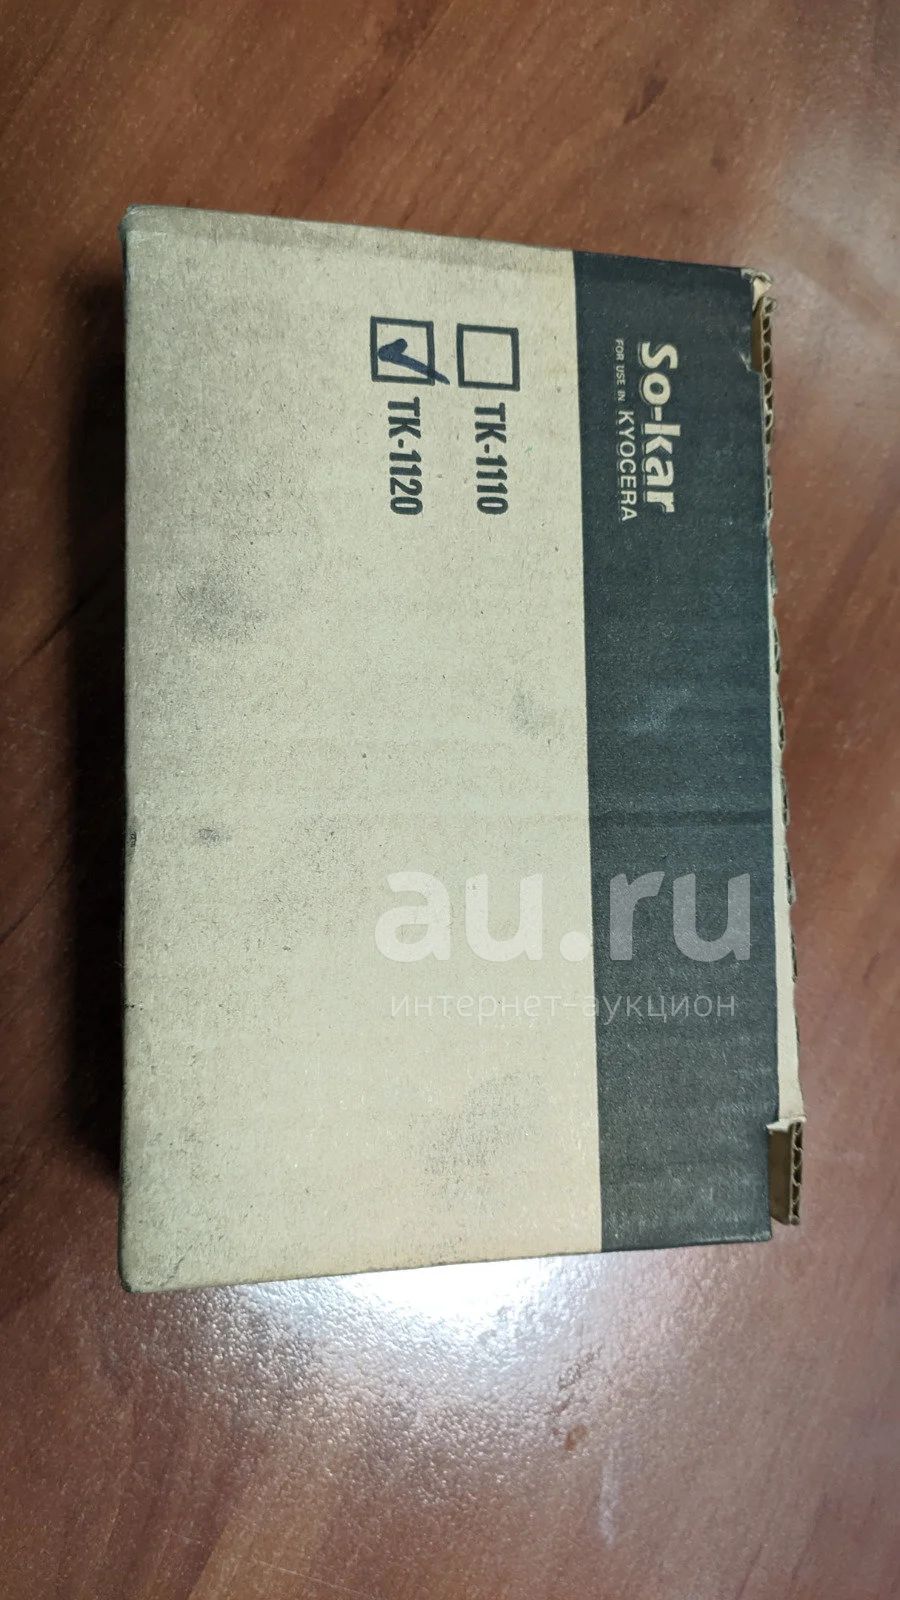 So-kar
FOR USE IN KYOCERA
TK-1110
TK-1120
au.ru
интернет-аукцион